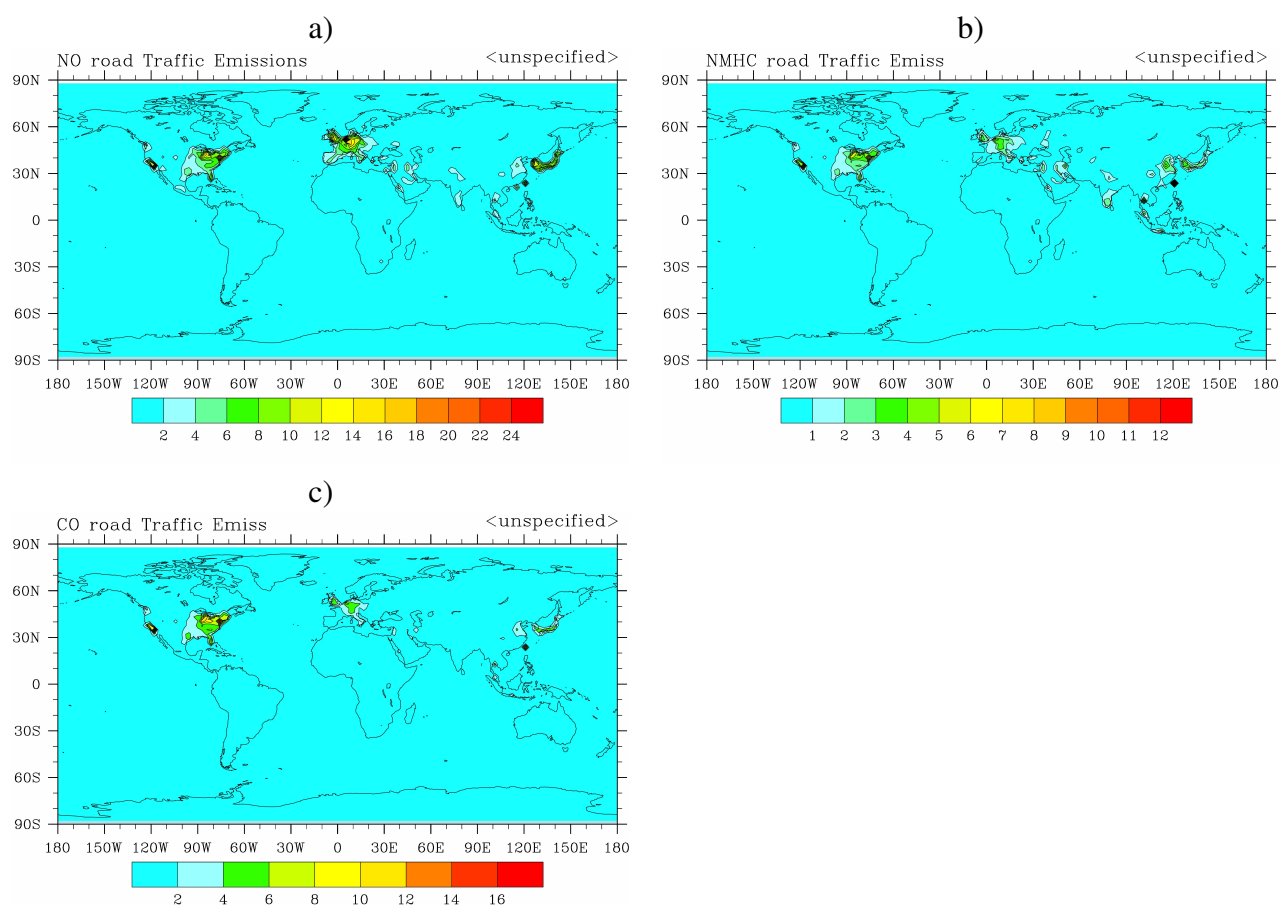 a)
NO road Traffic Emissions <unspecified>
90N
60N
30N
0
30S
60S
90S
180 150W 120W 90W 60W 30W 0 30E 60E 90E 120E 150E 180
2 4 6 8 10 12 14 16 18 20 22 24
b)
NMHC road Traffic Emiss <unspecified>
90N
60N
30N
0
30S
60S
90S
180 150W 120W 90W 60W 30W 0 30E 60E 90E 120E 150E 180
1 2 3 4 5 6 7 8 9 10 11 12
c)
CO road Traffic Emiss <unspecified>
90N
60N
30N
0
30S
60S
90S
180 150W 120W 90W 60W 30W 0 30E 60E 90E 120E 150E 180
2 4 6 8 10 12 14 16